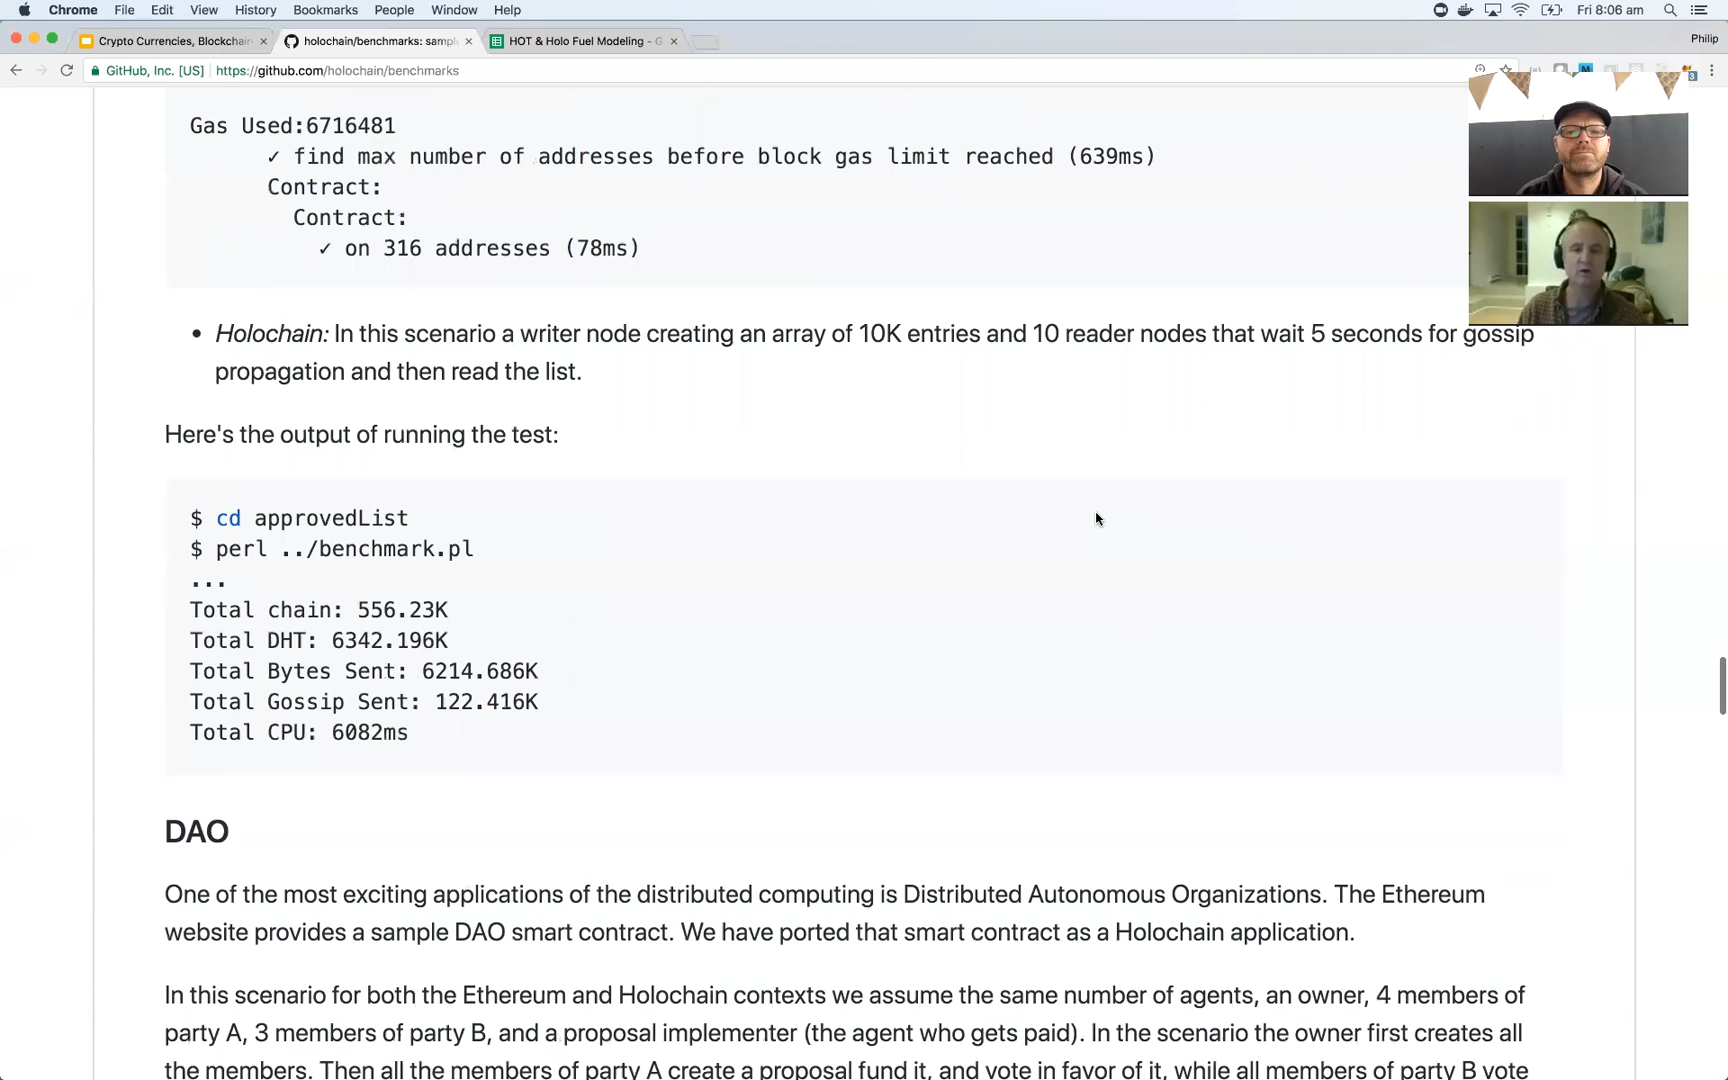 Chrome File Edit View History Bookmarks People Window Help Fri 8:06 am
Crypto Currencies, Blockchain holochain/benchmarks: sampl HOT & Holo Fuel Modeling - G Philip
GitHub, Inc. [US] https://github.com/holochain/benchmarks
Gas Used:6716481
✓ find max number of addresses before block gas limit reached (639ms)
Contract:
Contract:
✓ on 316 addresses (78ms)
• Holochain: In this scenario a writer node creating an array of 10K entries and 10 reader nodes that wait 5 seconds for gossip
propagation and then read the list.
Here's the output of running the test:
$ cd approvedList
$ perl ../benchmark.pl
...
Total chain: 556.23K
Total DHT: 6342.196K
Total Bytes Sent: 6214.686K
Total Gossip Sent: 122.416K
Total CPU: 6082ms
DAO
One of the most exciting applications of the distributed computing is Distributed Autonomous Organizations. The Ethereum
website provides a sample DAO smart contract. We have ported that smart contract as a Holochain application.
In this scenario for both the Ethereum and Holochain contexts we assume the same number of agents, an owner, 4 members of
party A, 3 members of party B, and a proposal implementer (the agent who gets paid). In the scenario the owner first creates all
the members. Then all the members of party A create a proposal fund it, and vote in favor of it, while all members of party B vote